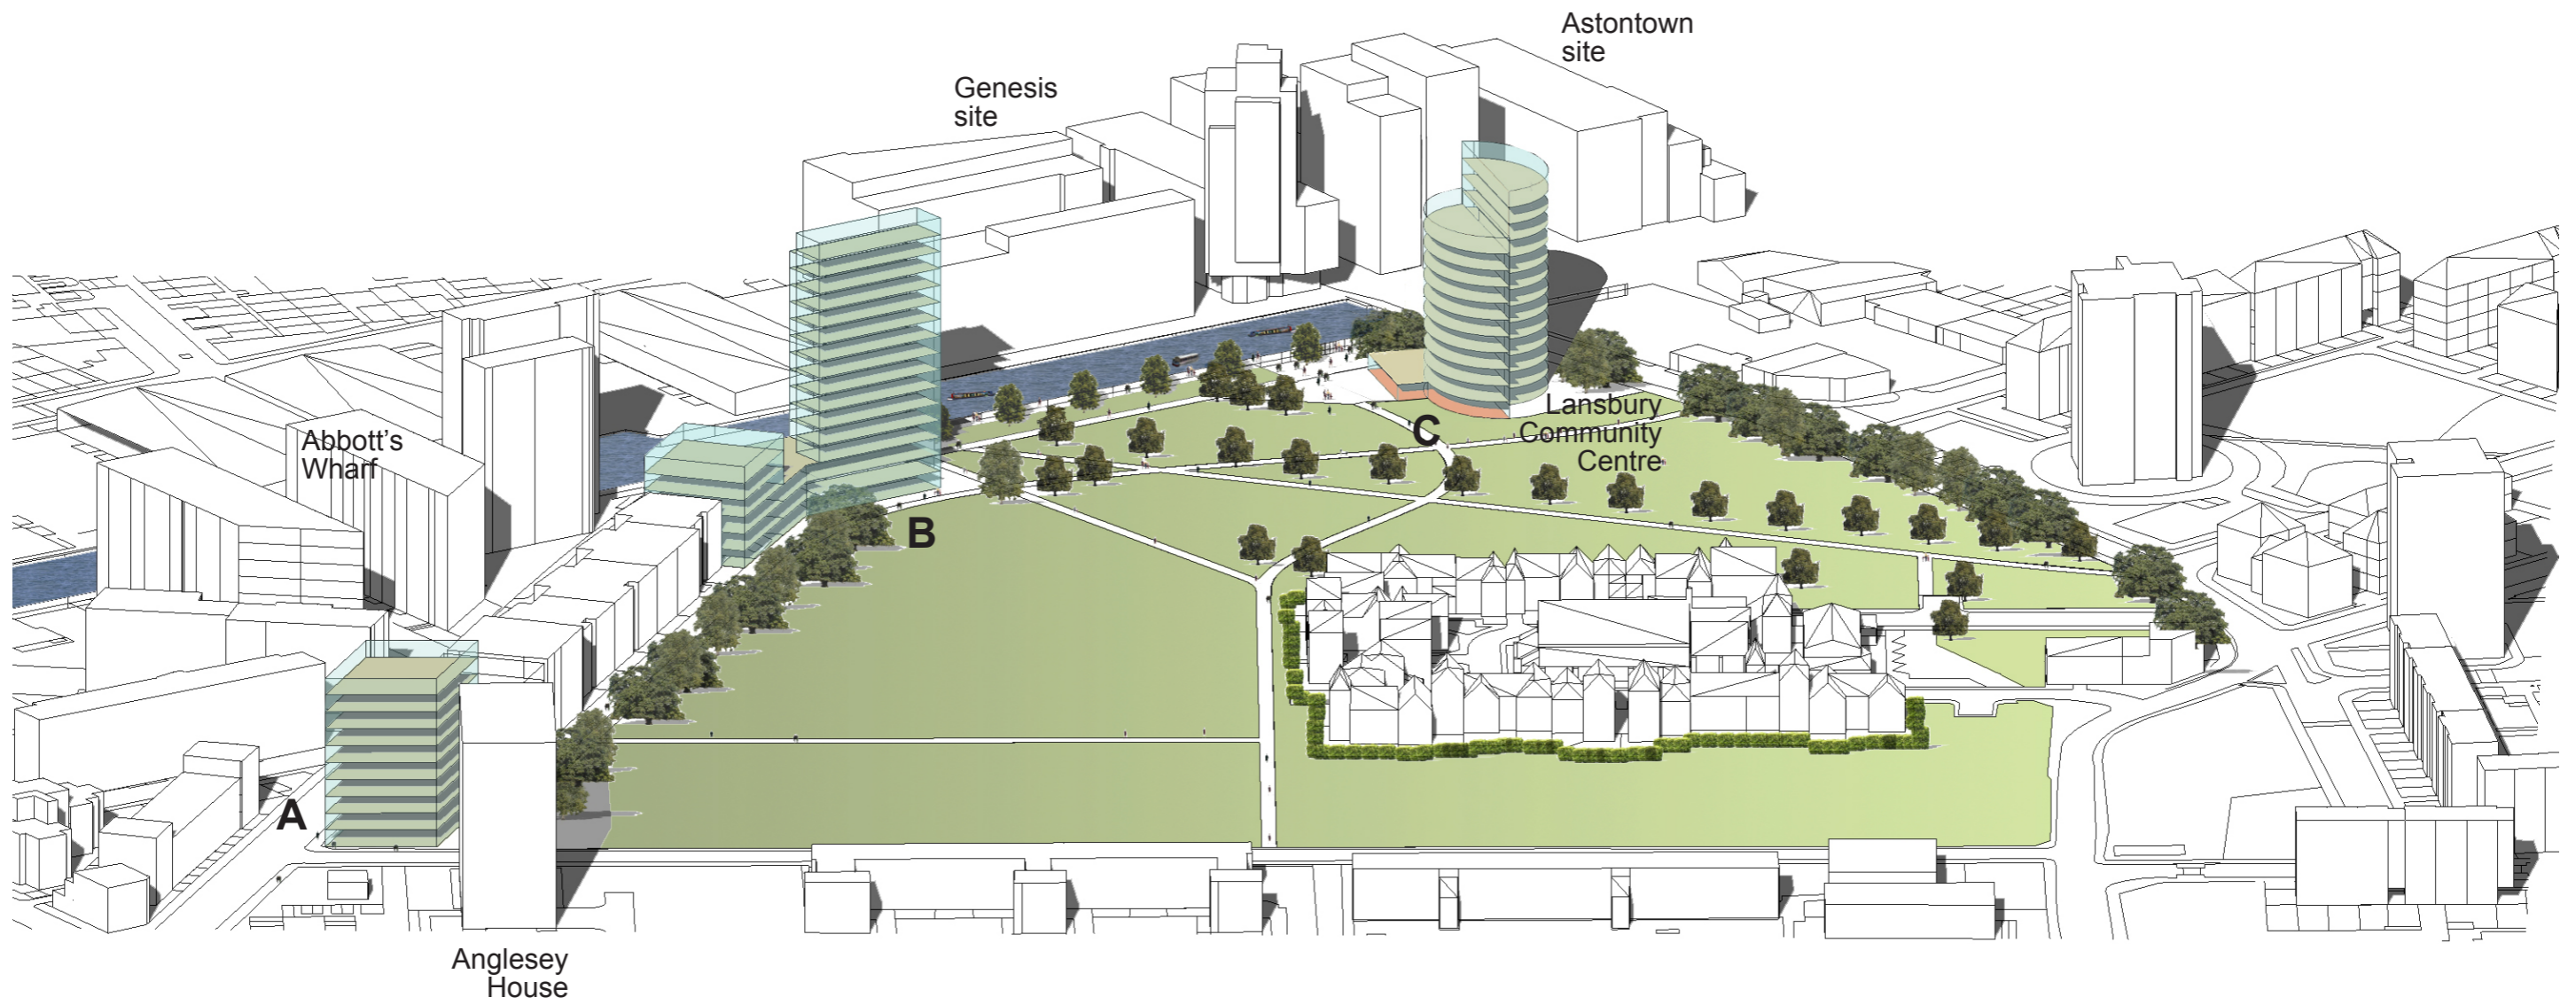 Astontown
site
Genesis
site
Abbott's
Wharf
Lansbury
Community
Centre
C
B
A
Anglesey
House